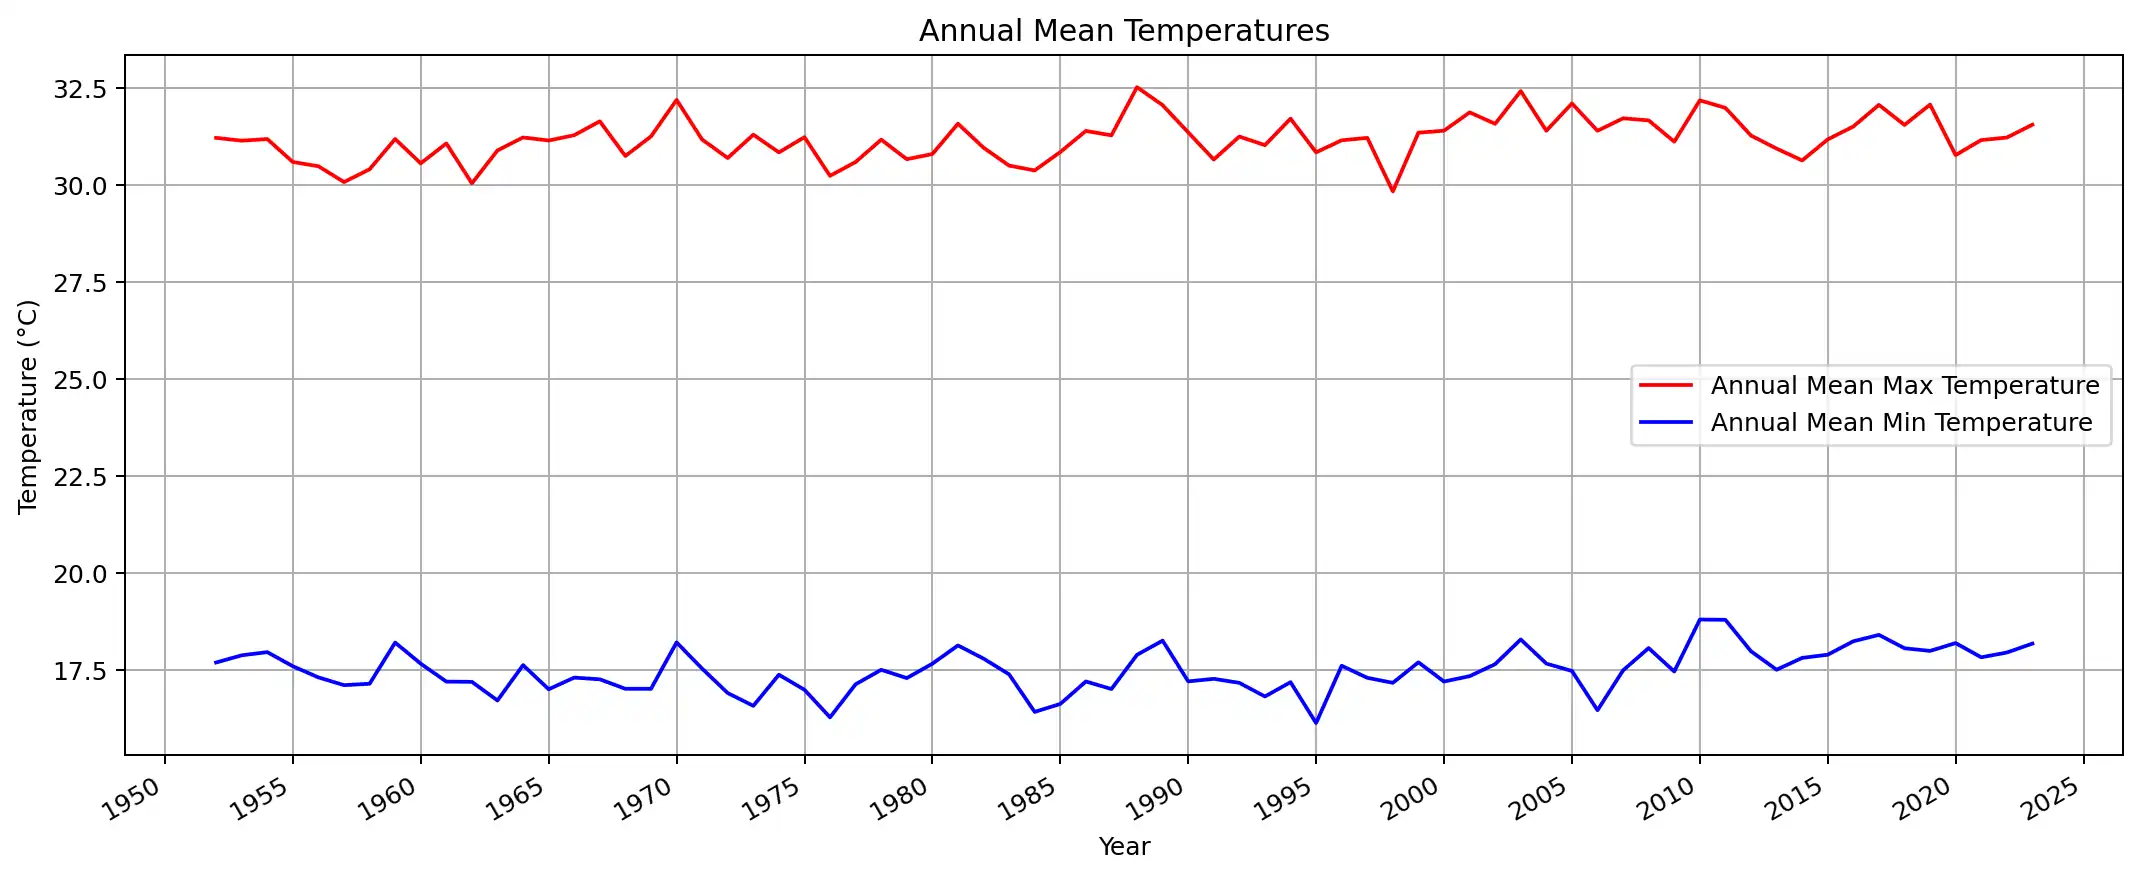 Annual Mean Temperatures
32.5
30.0
27.5
25.0
22.5
20.0
17.5
Temperature (°C)
Annual Mean Max Temperature
Annual Mean Min Temperature
1950 1955 1960 1965 1970 1975 1980 1985 1990 1995 2000 2005 2010 2015 2020 2025
Year